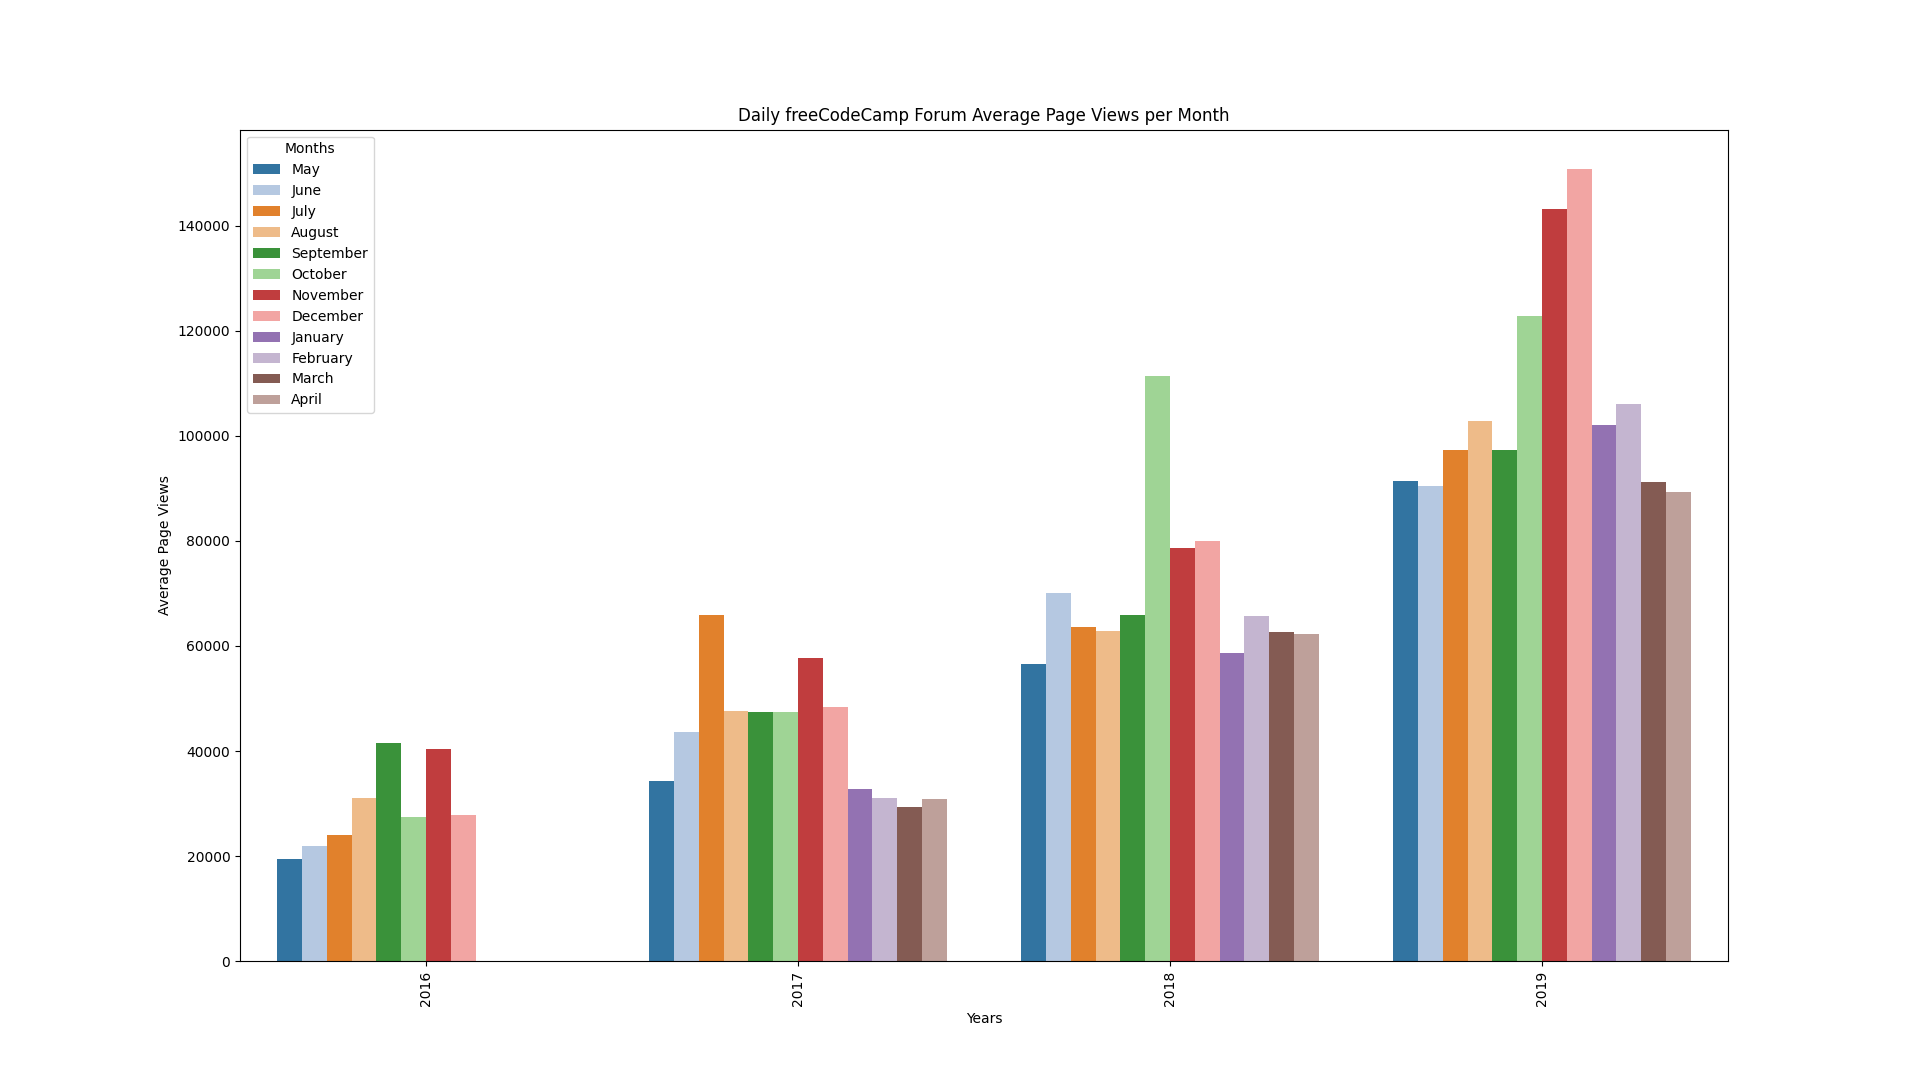 Daily freeCodeCamp Forum Average Page Views per Month
Months
May
June
July
August
September
October
November
December
January
February
March
April
Average Page Views
140000
120000
100000
80000
60000
40000
20000
0
2016
2017
2018
2019
Years